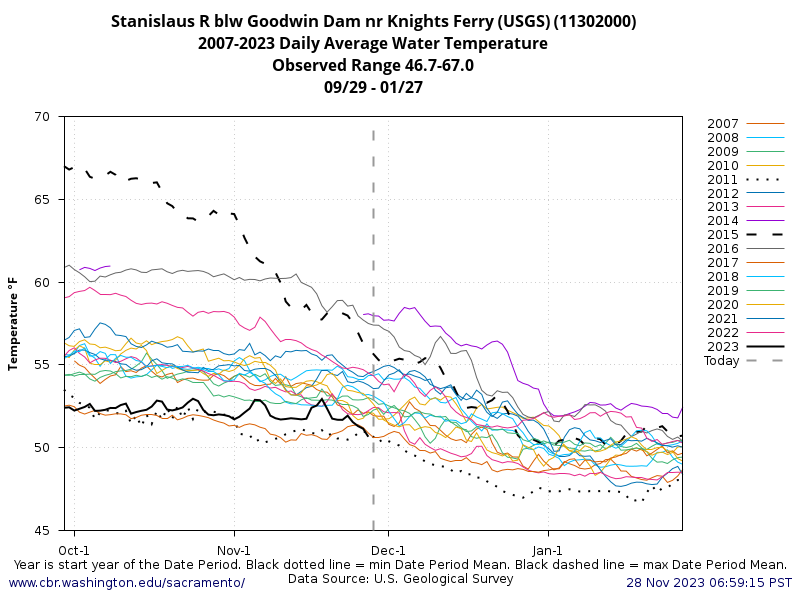 Stanislaus R blw Goodwin Dam nr Knights Ferry (USGS) (11302000)
2007-2023 Daily Average Water Temperature
Observed Range 46.7-67.0
09/29 - 01/27
70
65
60
55
50
45
Temperature °F
Oct-1
Nov-1
Dec-1
Jan-1
2007
2008
2009
2010
2011
2012
2013
2014
2015
2016
2017
2018
2019
2020
2021
2022
2023
Today
Year is start year of the Date Period. Black dotted line = min Date Period Mean. Black dashed line = max Date Period Mean.
www.cbr.washington.edu/sacramento/
Data Source: U.S. Geological Survey
28 Nov 2023 06:59:15 PST